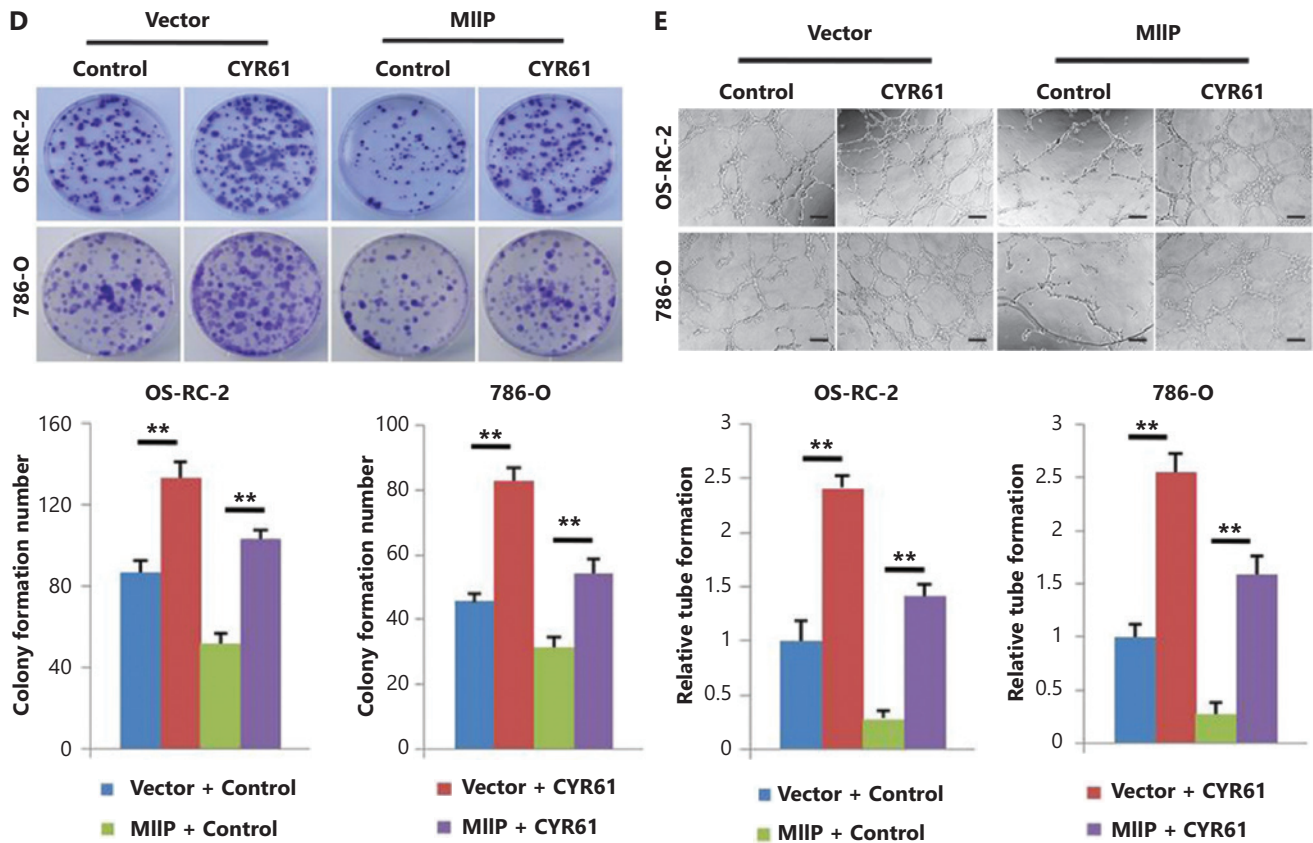 D
Vector
MIIP
Control
CYR61
Control
CYR61
OS-RC-2
786-O
OS-RC-2
Colony formation number
160
120
80
40
0
**
**
786-O
Colony formation number
100
80
60
40
20
0
**
**
Vector + Control
Vector + CYR61
MIIP + Control
MIIP + CYR61
E
Vector
MIIP
Control
CYR61
Control
CYR61
OS-RC-2
786-O
OS-RC-2
Relative tube formation
3
2.5
2
1.5
1
0.5
0
**
**
786-O
Relative tube formation
3
2.5
2
1.5
1
0.5
0
**
**
Vector + Control
Vector + CYR61
MIIP + Control
MIIP + CYR61